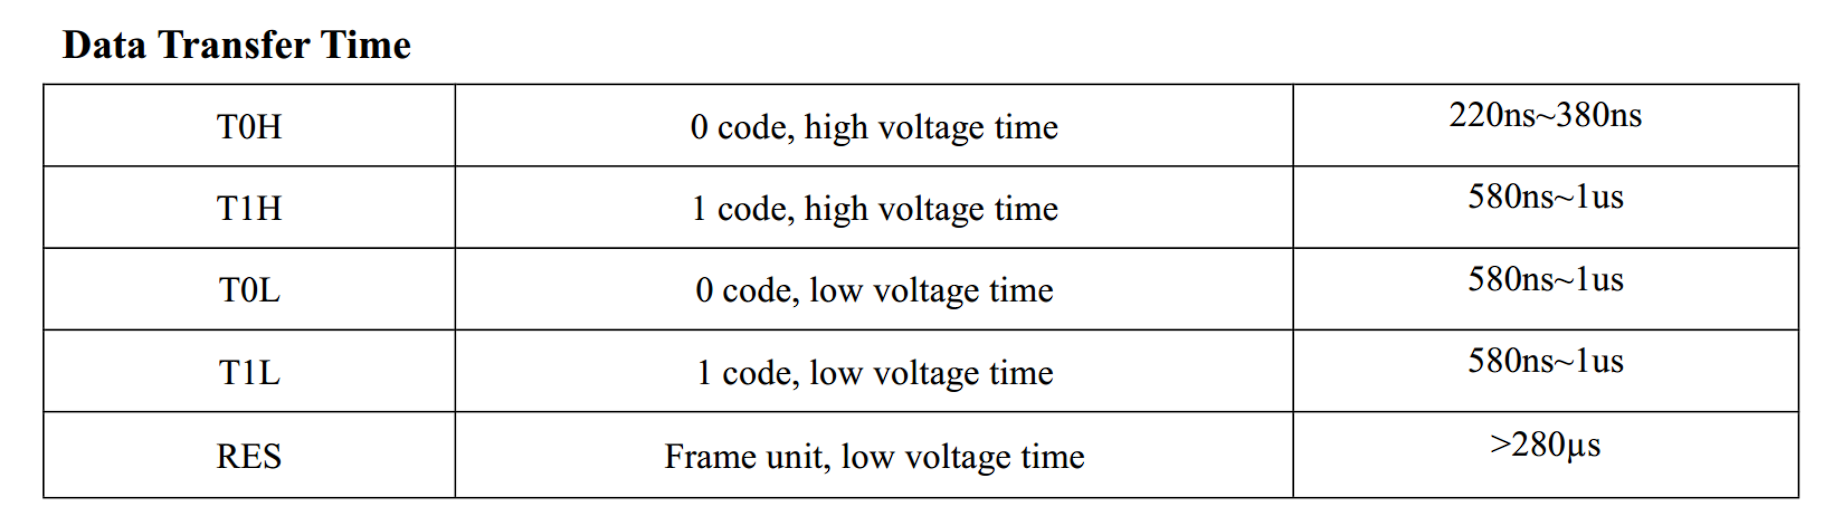 Data Transfer Time
T0H 0 code, high voltage time 220ns~380ns
T1H 1 code, high voltage time 580ns~1us
T0L 0 code, low voltage time 580ns~1us
T1L 1 code, low voltage time 580ns~1us
RES Frame unit, low voltage time >280µs